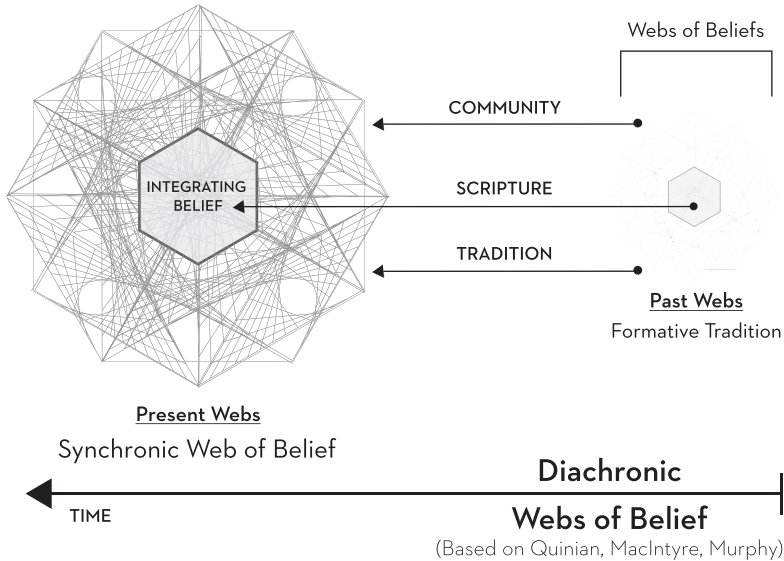 Webs of Beliefs
COMMUNITY
INTEGRATING
BELIEF
SCRIPTURE
TRADITION
Past Webs
Formative Tradition
Present Webs
Synchronic Web of Belief
Diachronic
TIME
Webs of Belief
(Based on Quinian, MacIntyre, Murphy)